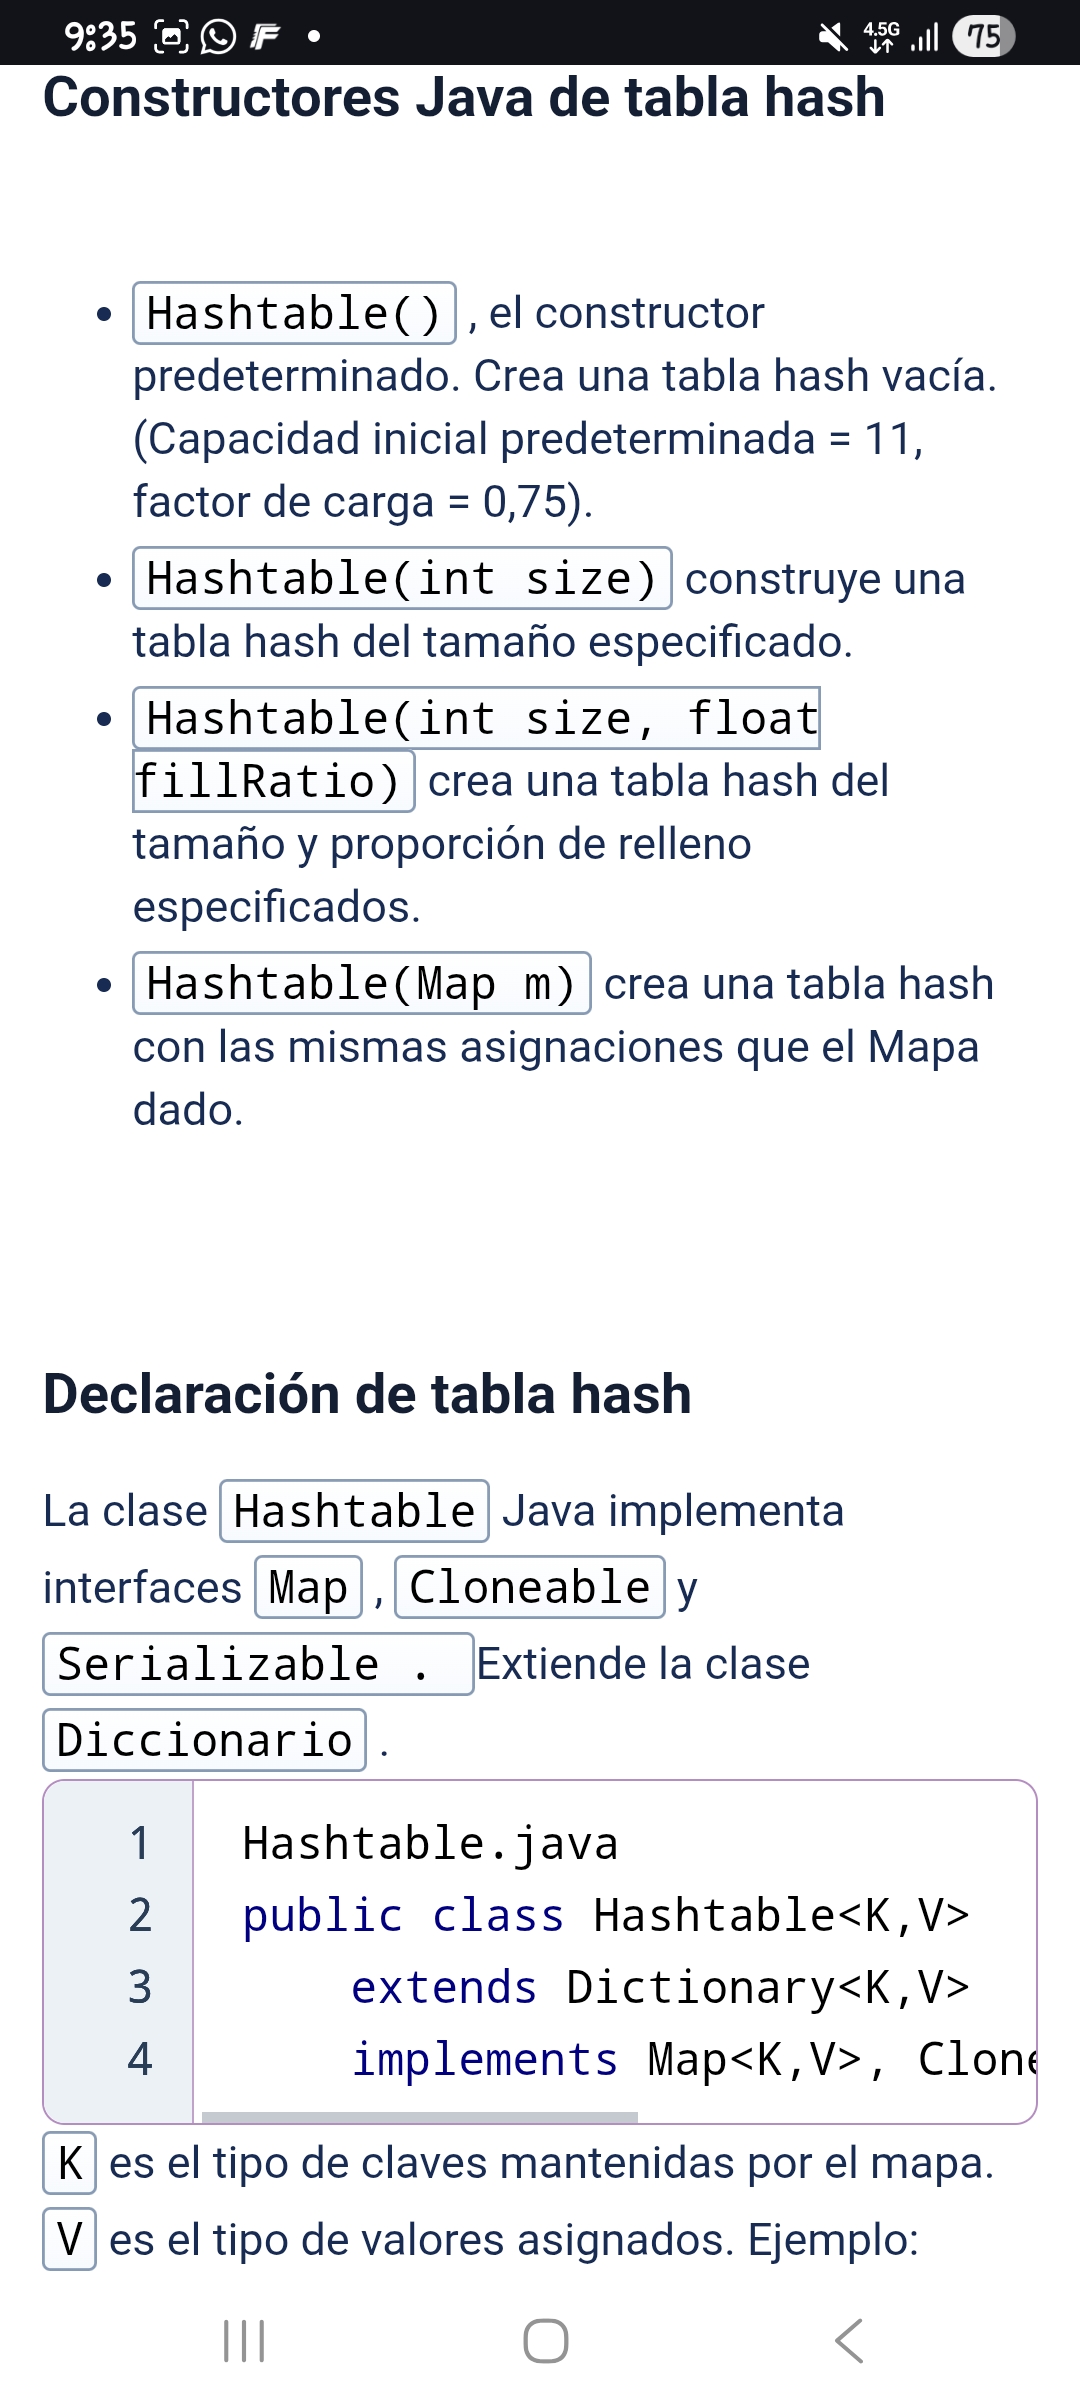 9:35
4.5G
75
Constructores Java de tabla hash
Hashtable() , el constructor
predeterminado. Crea una tabla hash vacía.
(Capacidad inicial predeterminada = 11,
factor de carga = 0,75).
Hashtable(int size) construye una
tabla hash del tamaño especificado.
Hashtable(int size, float
fillRatio) crea una tabla hash del
tamaño y proporción de relleno
especificados.
Hashtable(Map m) crea una tabla hash
con las mismas asignaciones que el Mapa
dado.
Declaración de tabla hash
La clase Hashtable Java implementa
interfaces Map , Cloneable y
Serializable . Extiende la clase
Diccionario .
1 Hashtable.java
2 public class Hashtable<K,V>
3 extends Dictionary<K,V>
4 implements Map<K,V>, Clone
K es el tipo de claves mantenidas por el mapa.
V es el tipo de valores asignados. Ejemplo: